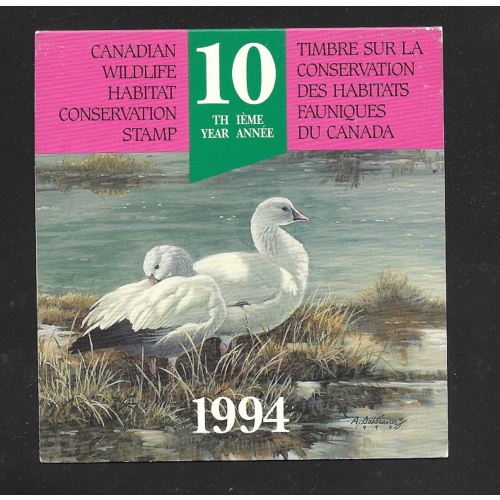 CANADIAN
WILDLIFE
HABITAT
CONSERVATION
STAMP
10
TH IÈME
YEAR ANNÉE
TIMBRE SUR LA
CONSERVATION
DES HABITATS
FAUNIQUES
DU CANADA
1994